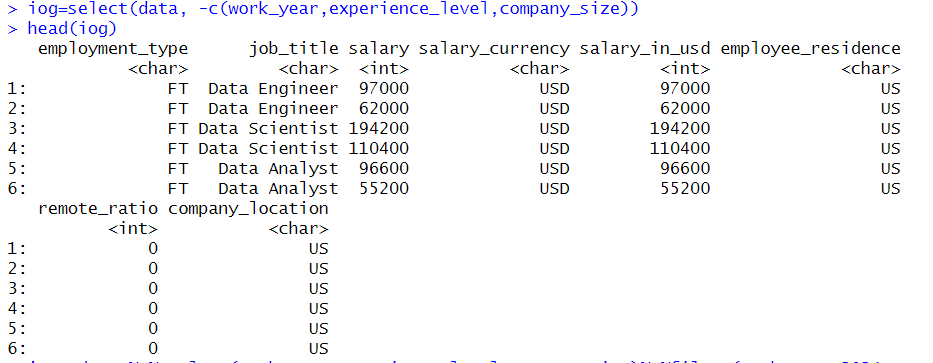 > iog=select(data, -c(work_year,experience_level,company_size))
> head(iog)
employment_type job_title salary salary_currency salary_in_usd employee_residence
<char> <char> <int> <char> <int> <char>
1: FT Data Engineer 97000 USD 97000 US
2: FT Data Engineer 62000 USD 62000 US
3: FT Data Scientist 194200 USD 194200 US
4: FT Data Scientist 110400 USD 110400 US
5: FT Data Analyst 96600 USD 96600 US
6: FT Data Analyst 55200 USD 55200 US
remote_ratio company_location
<int> <char>
1: 0 US
2: 0 US
3: 0 US
4: 0 US
5: 0 US
6: 0 US